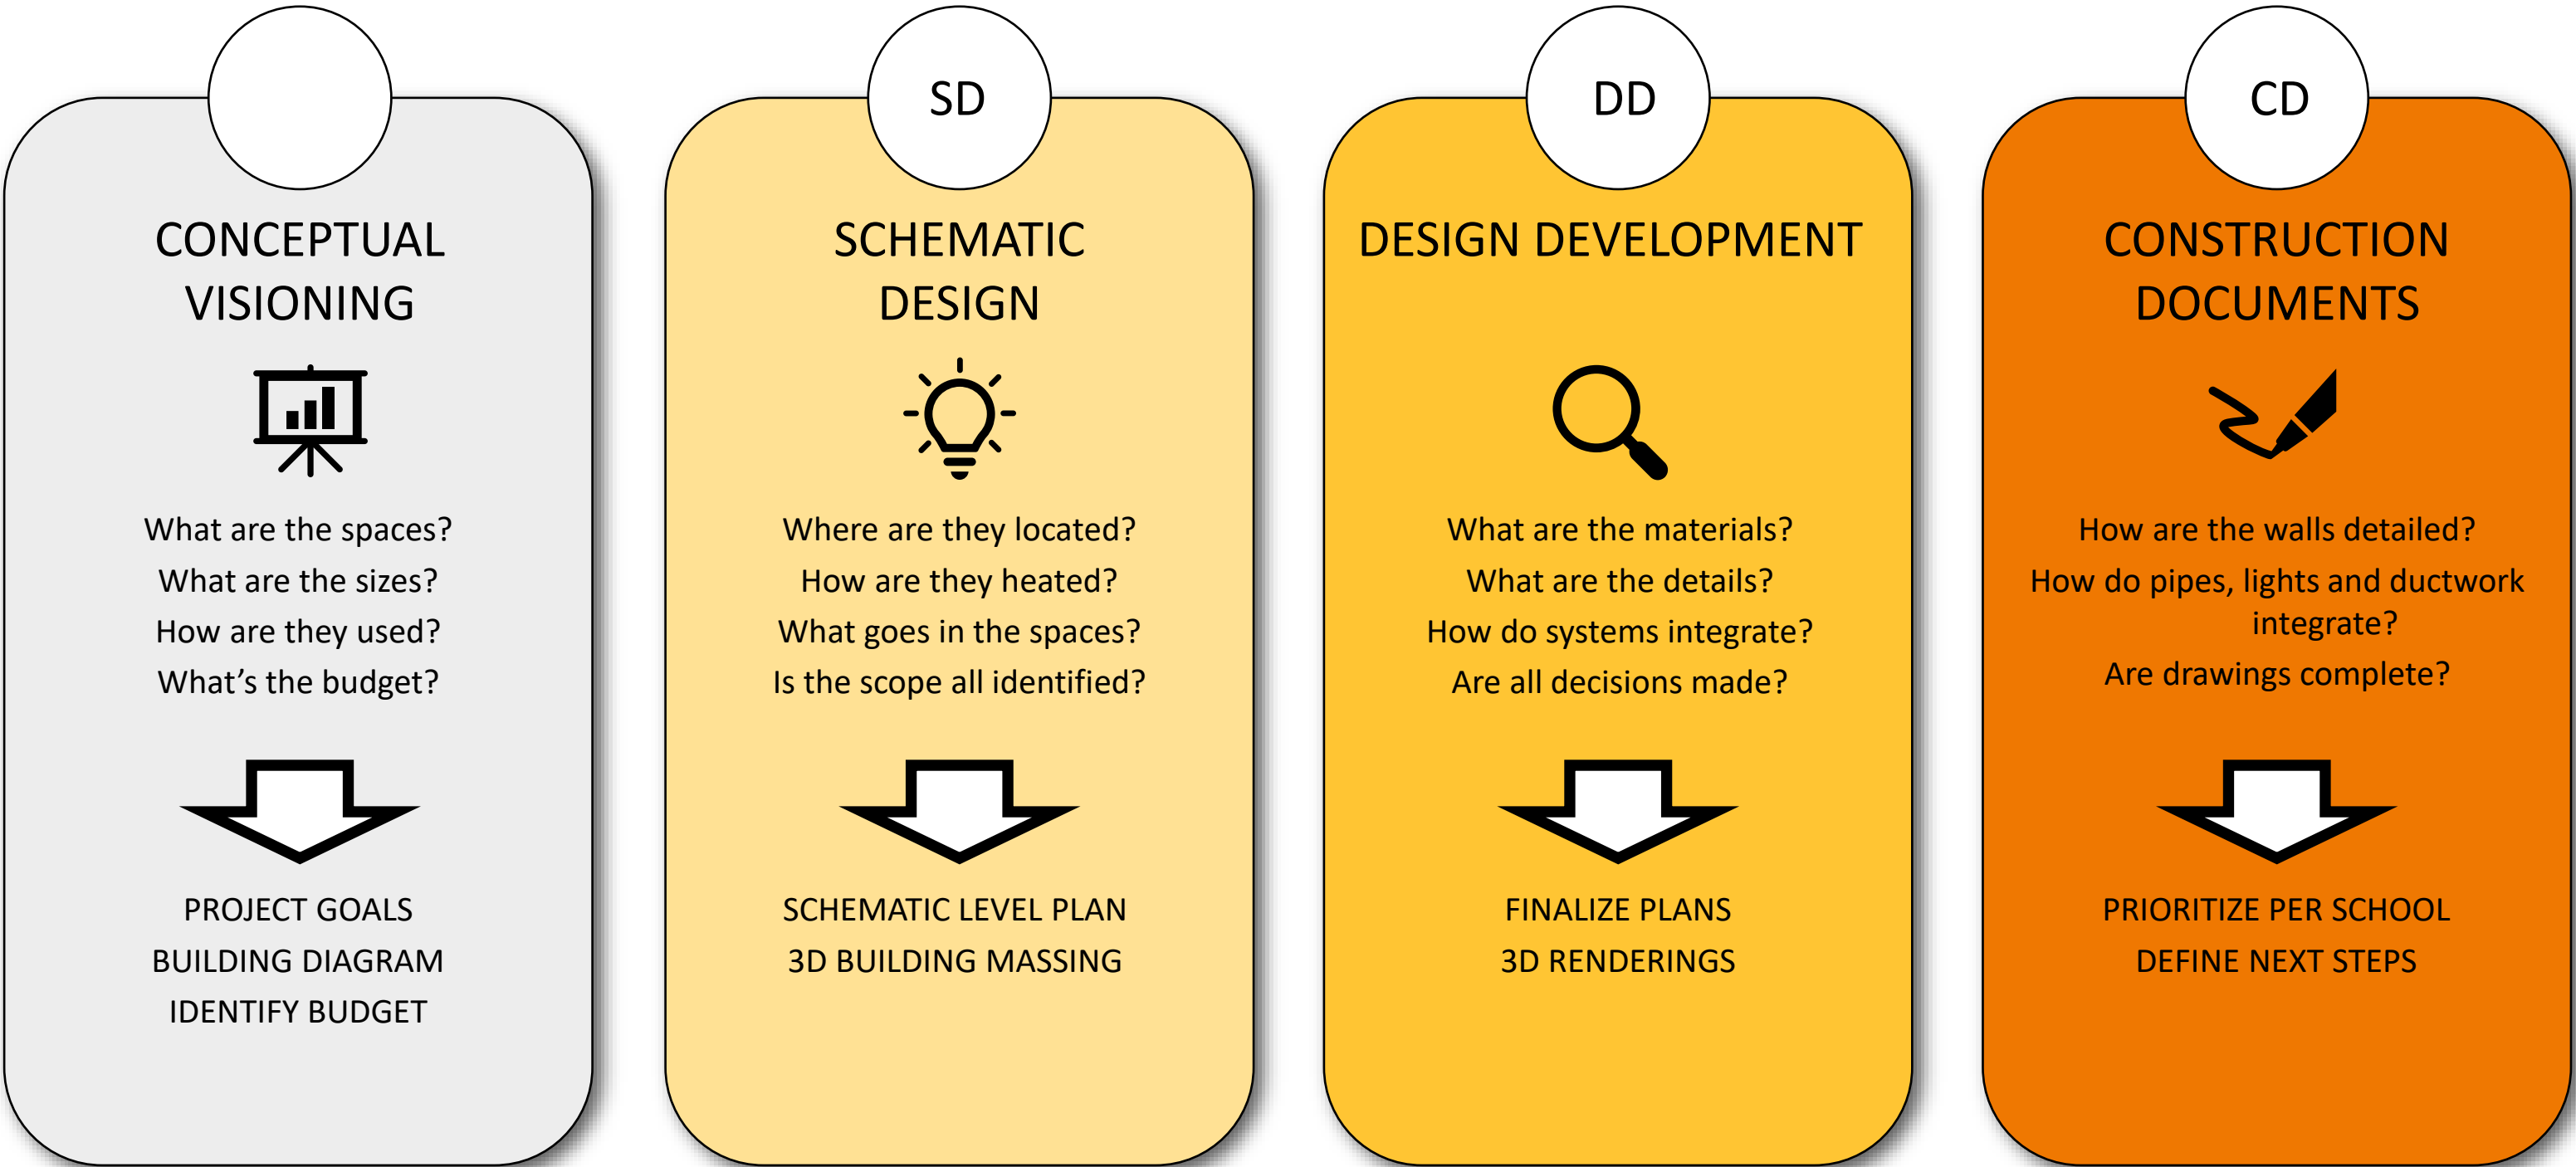 CONCEPTUAL
VISIONING
What are the spaces?
What are the sizes?
How are they used?
What’s the budget?
PROJECT GOALS
BUILDING DIAGRAM
IDENTIFY BUDGET
SD
SCHEMATIC
DESIGN
Where are they located?
How are they heated?
What goes in the spaces?
Is the scope all identified?
SCHEMATIC LEVEL PLAN
3D BUILDING MASSING
DD
DESIGN DEVELOPMENT
What are the materials?
What are the details?
How do systems integrate?
Are all decisions made?
FINALIZE PLANS
3D RENDERINGS
CD
CONSTRUCTION
DOCUMENTS
How are the walls detailed?
How do pipes, lights and ductwork
integrate?
Are drawings complete?
PRIORITIZE PER SCHOOL
DEFINE NEXT STEPS